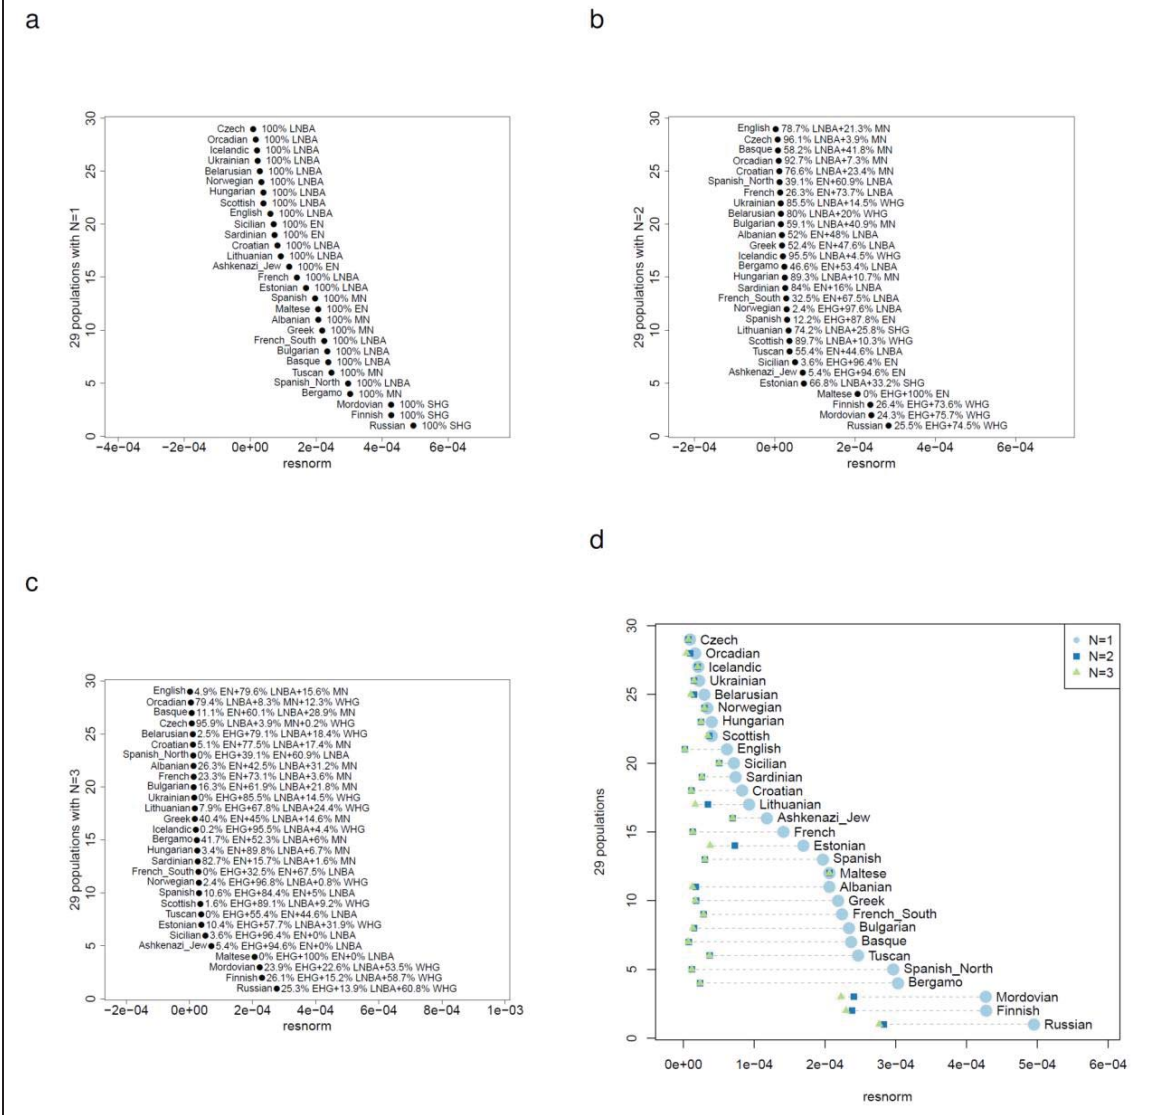 a
29 populations with N=1
30
25
20
15
10
5
0
Czech 100% LNBA
Orcadian 100% LNBA
Icelandic 100% LNBA
Ukrainian 100% LNBA
Belarusian 100% LNBA
Norwegian 100% LNBA
Hungarian 100% LNBA
Scottish 100% LNBA
English 100% LNBA
Sicilian 100% EN
Sardinian 100% EN
Croatian 100% LNBA
Lithuanian 100% LNBA
Ashkenazi_Jew 100% EN
French 100% LNBA
Estonian 100% LNBA
Spanish 100% MN
Maltese 100% EN
Albanian 100% MN
Greek 100% MN
French_South 100% LNBA
Bulgarian 100% LNBA
Basque 100% MN
Tuscan 100% MN
Spanish_North 100% LNBA
Bergamo 100% MN
Mordovian 100% SHG
Finnish 100% SHG
Russian 100% SHG
−4e−04 −2e−04 0e+00 2e−04 4e−04 6e−04
resnorm
b
29 populations with N=2
30
25
20
15
10
5
0
English 78.7% LNBA+21.3% MN
Czech 96.1% LNBA+3.9% MN
Basque 58.2% LNBA+41.8% MN
Orcadian 92.7% LNBA+7.3% MN
Croatian 76.6% LNBA+23.4% MN
Spanish_North 39.1% EN+60.9% LNBA
French 26.3% EN+73.7% LNBA
Ukrainian 85.5% LNBA+14.5% WHG
Belarusian 80% LNBA+20% WHG
Bulgarian 59.1% LNBA+40.9% MN
Albanian 52% EN+48% LNBA
Greek 52.4% EN+47.6% LNBA
Icelandic 95.5% LNBA+4.5% WHG
Bergamo 46.6% EN+53.4% LNBA
Hungarian 89.3% LNBA+10.7% MN
Sardinian 84% EN+16% LNBA
French_South 32.5% EN+67.5% LNBA
Norwegian 2.4% EHG+97.6% LNBA
Spanish 12.2% EHG+87.8% EN
Lithuanian 74.2% LNBA+25.8% SHG
Scottish 89.7% LNBA+10.3% WHG
Tuscan 55.4% EN+44.6% LNBA
Sicilian 3.6% EHG+96.4% EN
Ashkenazi_Jew 5.4% EHG+94.6% EN
Estonian 66.8% LNBA+33.2% SHG
Maltese 0% EHG+100% EN
Finnish 26.4% EHG+73.6% WHG
Mordovian 24.3% EHG+75.7% WHG
Russian 25.5% EHG+74.5% WHG
−2e−04 0e+00 2e−04 4e−04 6e−04
resnorm
c
29 populations with N=3
30
25
20
15
10
5
0
English 4.9% EN+79.6% LNBA+15.6% MN
Orcadian 79.4% LNBA+8.3% MN+12.3% WHG
Basque 11.1% EN+60.1% LNBA+28.9% MN
Czech 95.9% LNBA+3.9% MN+0.2% WHG
Belarusian 2.5% EHG+79.1% LNBA+18.4% WHG
Croatian 5.1% EN+77.5% LNBA+17.4% MN
Spanish_North 0% EHG+39.1% EN+60.9% LNBA
Albanian 26.3% EN+42.5% LNBA+31.2% MN
French 23.3% EN+73.1% LNBA+3.6% MN
Bulgarian 16.3% EN+61.9% LNBA+21.8% MN
Ukrainian 0% EHG+85.5% LNBA+14.5% WHG
Lithuanian 7.9% EHG+67.8% LNBA+24.4% WHG
Greek 40.4% EN+45% LNBA+14.6% MN
Icelandic 0.2% EHG+95.5% LNBA+4.4% WHG
Bergamo 41.7% EN+52.3% LNBA+6% MN
Hungarian 3.4% EN+89.8% LNBA+6.7% MN
Sardinian 82.7% EN+15.7% LNBA+1.6% MN
French_South 0% EHG+32.5% EN+67.5% LNBA
Norwegian 2.4% EHG+96.8% LNBA+0.8% WHG
Spanish 10.6% EHG+84.4% EN+5% LNBA
Scottish 1.6% EHG+89.1% LNBA+9.2% WHG
Tuscan 0% EHG+55.4% EN+44.6% LNBA
Estonian 10.4% EHG+57.7% LNBA+31.9% WHG
Sicilian 3.6% EHG+96.4% EN+0% LNBA
Ashkenazi_Jew 5.4% EHG+94.6% EN+0% LNBA
Maltese 0% EHG+100% EN+0% LNBA
Mordovian 23.9% EHG+22.6% LNBA+53.5% WHG
Finnish 26.1% EHG+15.2% LNBA+58.7% WHG
Russian 25.3% EHG+13.9% LNBA+60.8% WHG
−2e−04 0e+00 2e−04 4e−04 6e−04 8e−04 1e−03
resnorm
d
29 populations
30
25
20
15
10
5
0
N=1
N=2
N=3
Czech
Orcadian
Icelandic
Ukrainian
Belarusian
Norwegian
Hungarian
Scottish
English
Sicilian
Sardinian
Croatian
Lithuanian
Ashkenazi_Jew
French
Estonian
Spanish
Maltese
Albanian
Greek
French_South
Bulgarian
Basque
Tuscan
Spanish_North
Bergamo
Mordovian
Finnish
Russian
0e+00 1e−04 2e−04 3e−04 4e−04 5e−04 6e−04
resnorm